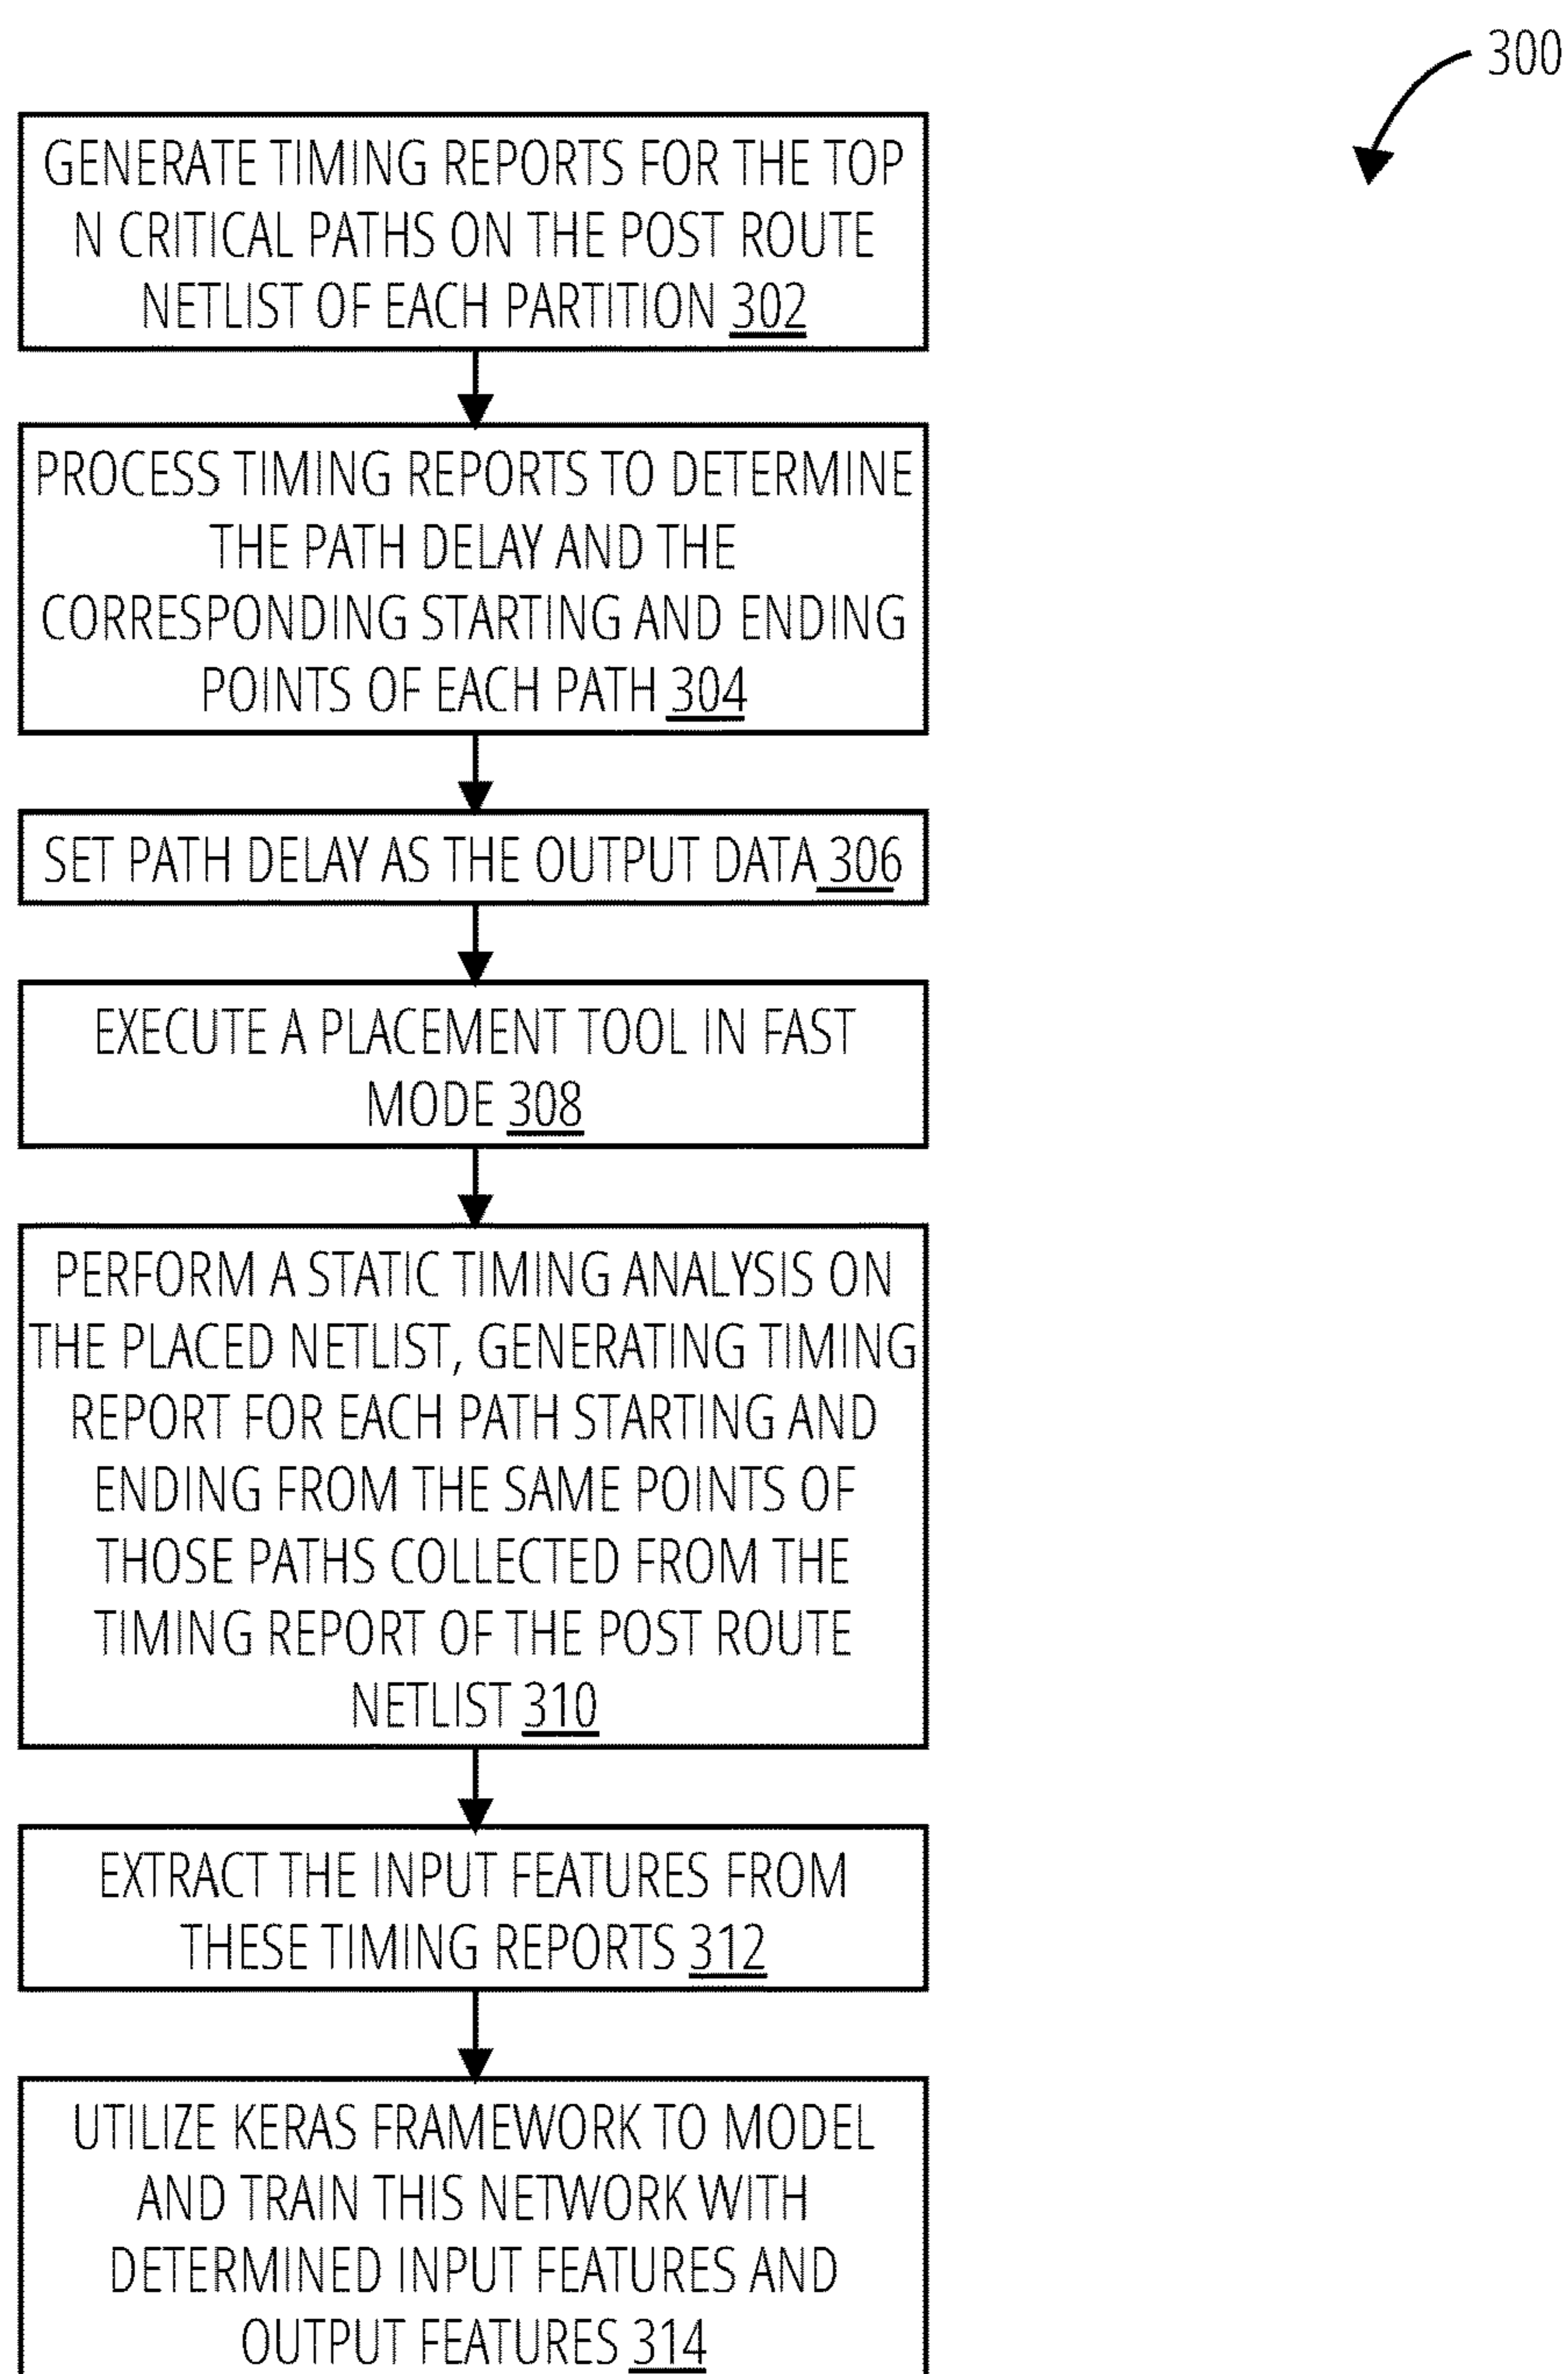 300
GENERATE TIMING REPORTS FOR THE TOP
N CRITICAL PATHS ON THE POST ROUTE
NETLIST OF EACH PARTITION 302
PROCESS TIMING REPORTS TO DETERMINE
THE PATH DELAY AND THE
CORRESPONDING STARTING AND ENDING
POINTS OF EACH PATH 304
SET PATH DELAY AS THE OUTPUT DATA 306
EXECUTE A PLACEMENT TOOL IN FAST
MODE 308
PERFORM A STATIC TIMING ANALYSIS ON
THE PLACED NETLIST, GENERATING TIMING
REPORT FOR EACH PATH STARTING AND
ENDING FROM THE SAME POINTS OF
THOSE PATHS COLLECTED FROM THE
TIMING REPORT OF THE POST ROUTE
NETLIST 310
EXTRACT THE INPUT FEATURES FROM
THESE TIMING REPORTS 312
UTILIZE KERAS FRAMEWORK TO MODEL
AND TRAIN THIS NETWORK WITH
DETERMINED INPUT FEATURES AND
OUTPUT FEATURES 314